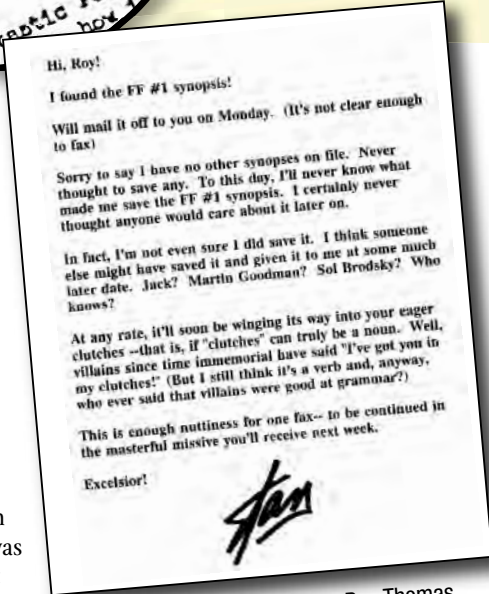 Hi, Roy!
I found the FF #1 synopsis!
Will mail it off to you on Monday. (It's not clear enough
to fax)
Sorry to say I have no other synopses on file. Never
thought to save any. To this day, I'll never know what
made me save the FF #1 synopsis. I certainly never
thought anyone would care about it later on.
In fact, I'm not even sure I did save it. I think someone
else might have saved it and given it to me at some much
later date. Jack? Martin Goodman? Sol Brodsky? Who
knows?
At any rate, it'll soon be winging its way into your eager
clutches --that is, if "clutches" can truly be a noun. Well,
villains since time immemorial have said "I've got you in
my clutches!" (But I still think it's a verb and, anyway,
who ever said that villains were good at grammar?)
This is enough nuttiness for one fax-- to be continued in
the masterful missive you'll receive next week.
Excelsior!
Stan